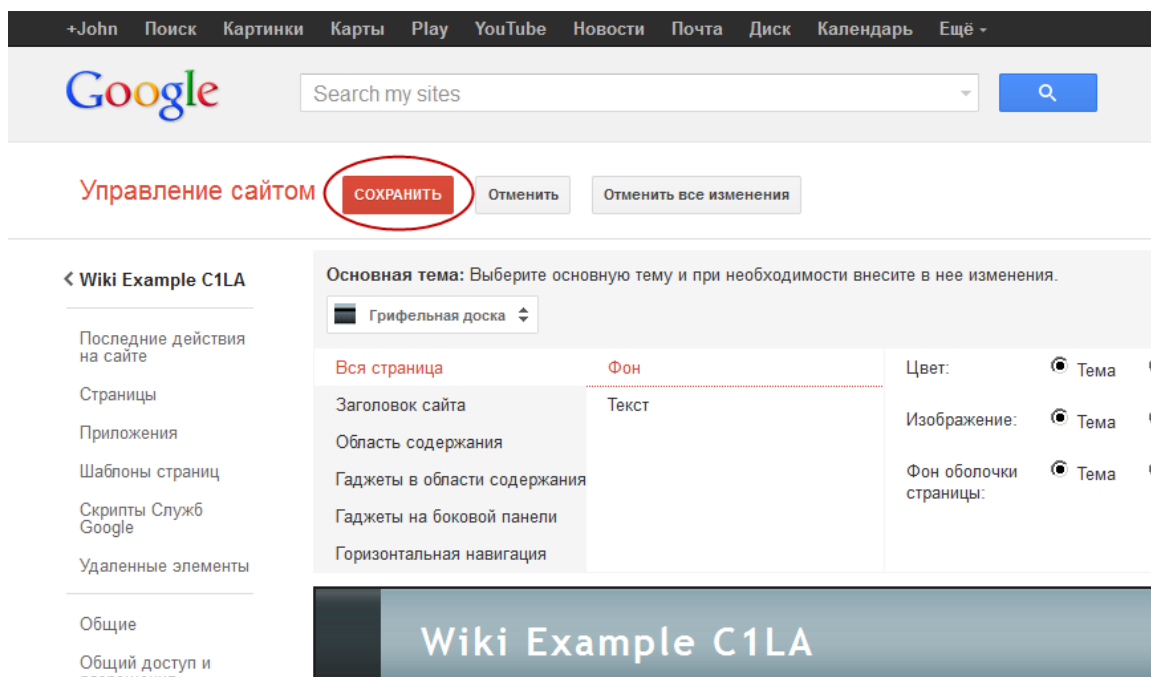 +John Поиск Картинки Карты Play YouTube Новости Почта Диск Календарь Ещё
Google
Search my sites
Управление сайтом
СОХРАНИТЬ
Отменить
Отменить все изменения
Wiki Example C1LA
Последние действия
на сайте
Страницы
Приложения
Шаблоны страниц
Скрипты Служб
Google
Удаленные элементы
Общие
Общий доступ и
Основная тема: Выберите основную тему и при необходимости внесите в нее изменения.
Грифельная доска
Вся страница
Заголовок сайта
Область содержания
Гаджеты в области содержания
Гаджеты на боковой панели
Горизонтальная навигация
Фон
Текст
Цвет: Тема
Изображение: Тема
Фон оболочки Тема
страницы:
Wiki Example C1LA